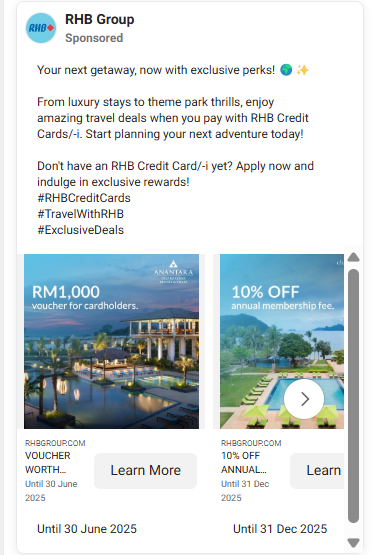 RHB
RHB Group
Sponsored
Your next getaway, now with exclusive perks! 🌍 ✨
From luxury stays to theme park thrills, enjoy
amazing travel deals when you pay with RHB Credit
Cards/-i. Start planning your next adventure today!
Don't have an RHB Credit Card/-i yet? Apply now and
indulge in exclusive rewards!
#RHBCreditCards
#TravelWithRHB
#ExclusiveDeals
ANANTARA
RM1,000
voucher for cardholders.
10% OFF
annual membership fee.
RHBGROUP.COM
VOUCHER
WORTH...
Until 30 June
2025
Learn More
RHBGROUP.COM
10% OFF
ANNUAL...
Until 31 Dec
2025
Learn
Until 30 June 2025
Until 31 Dec 2025